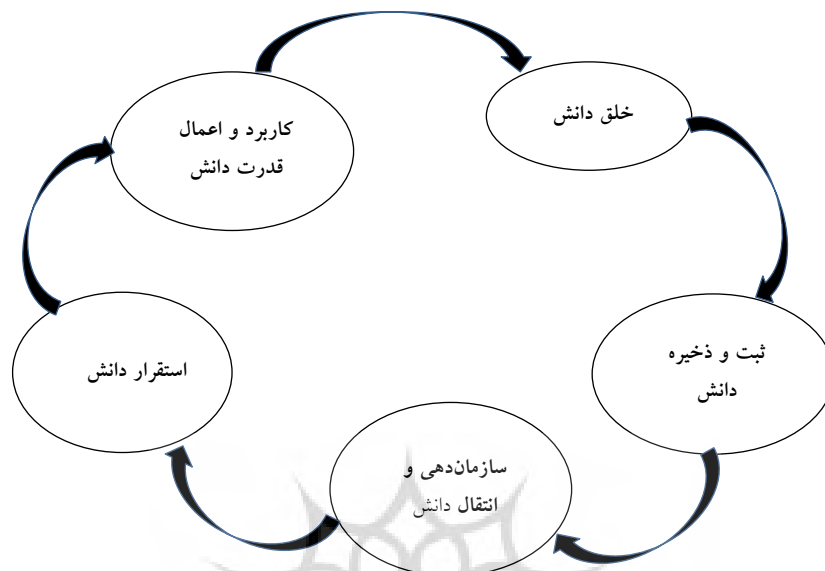 خلق دانش
ثبت و ذخیره
دانش
سازمان‌دهی و
انتقال دانش
استقرار دانش
کاربرد و اعمال
قدرت دانش